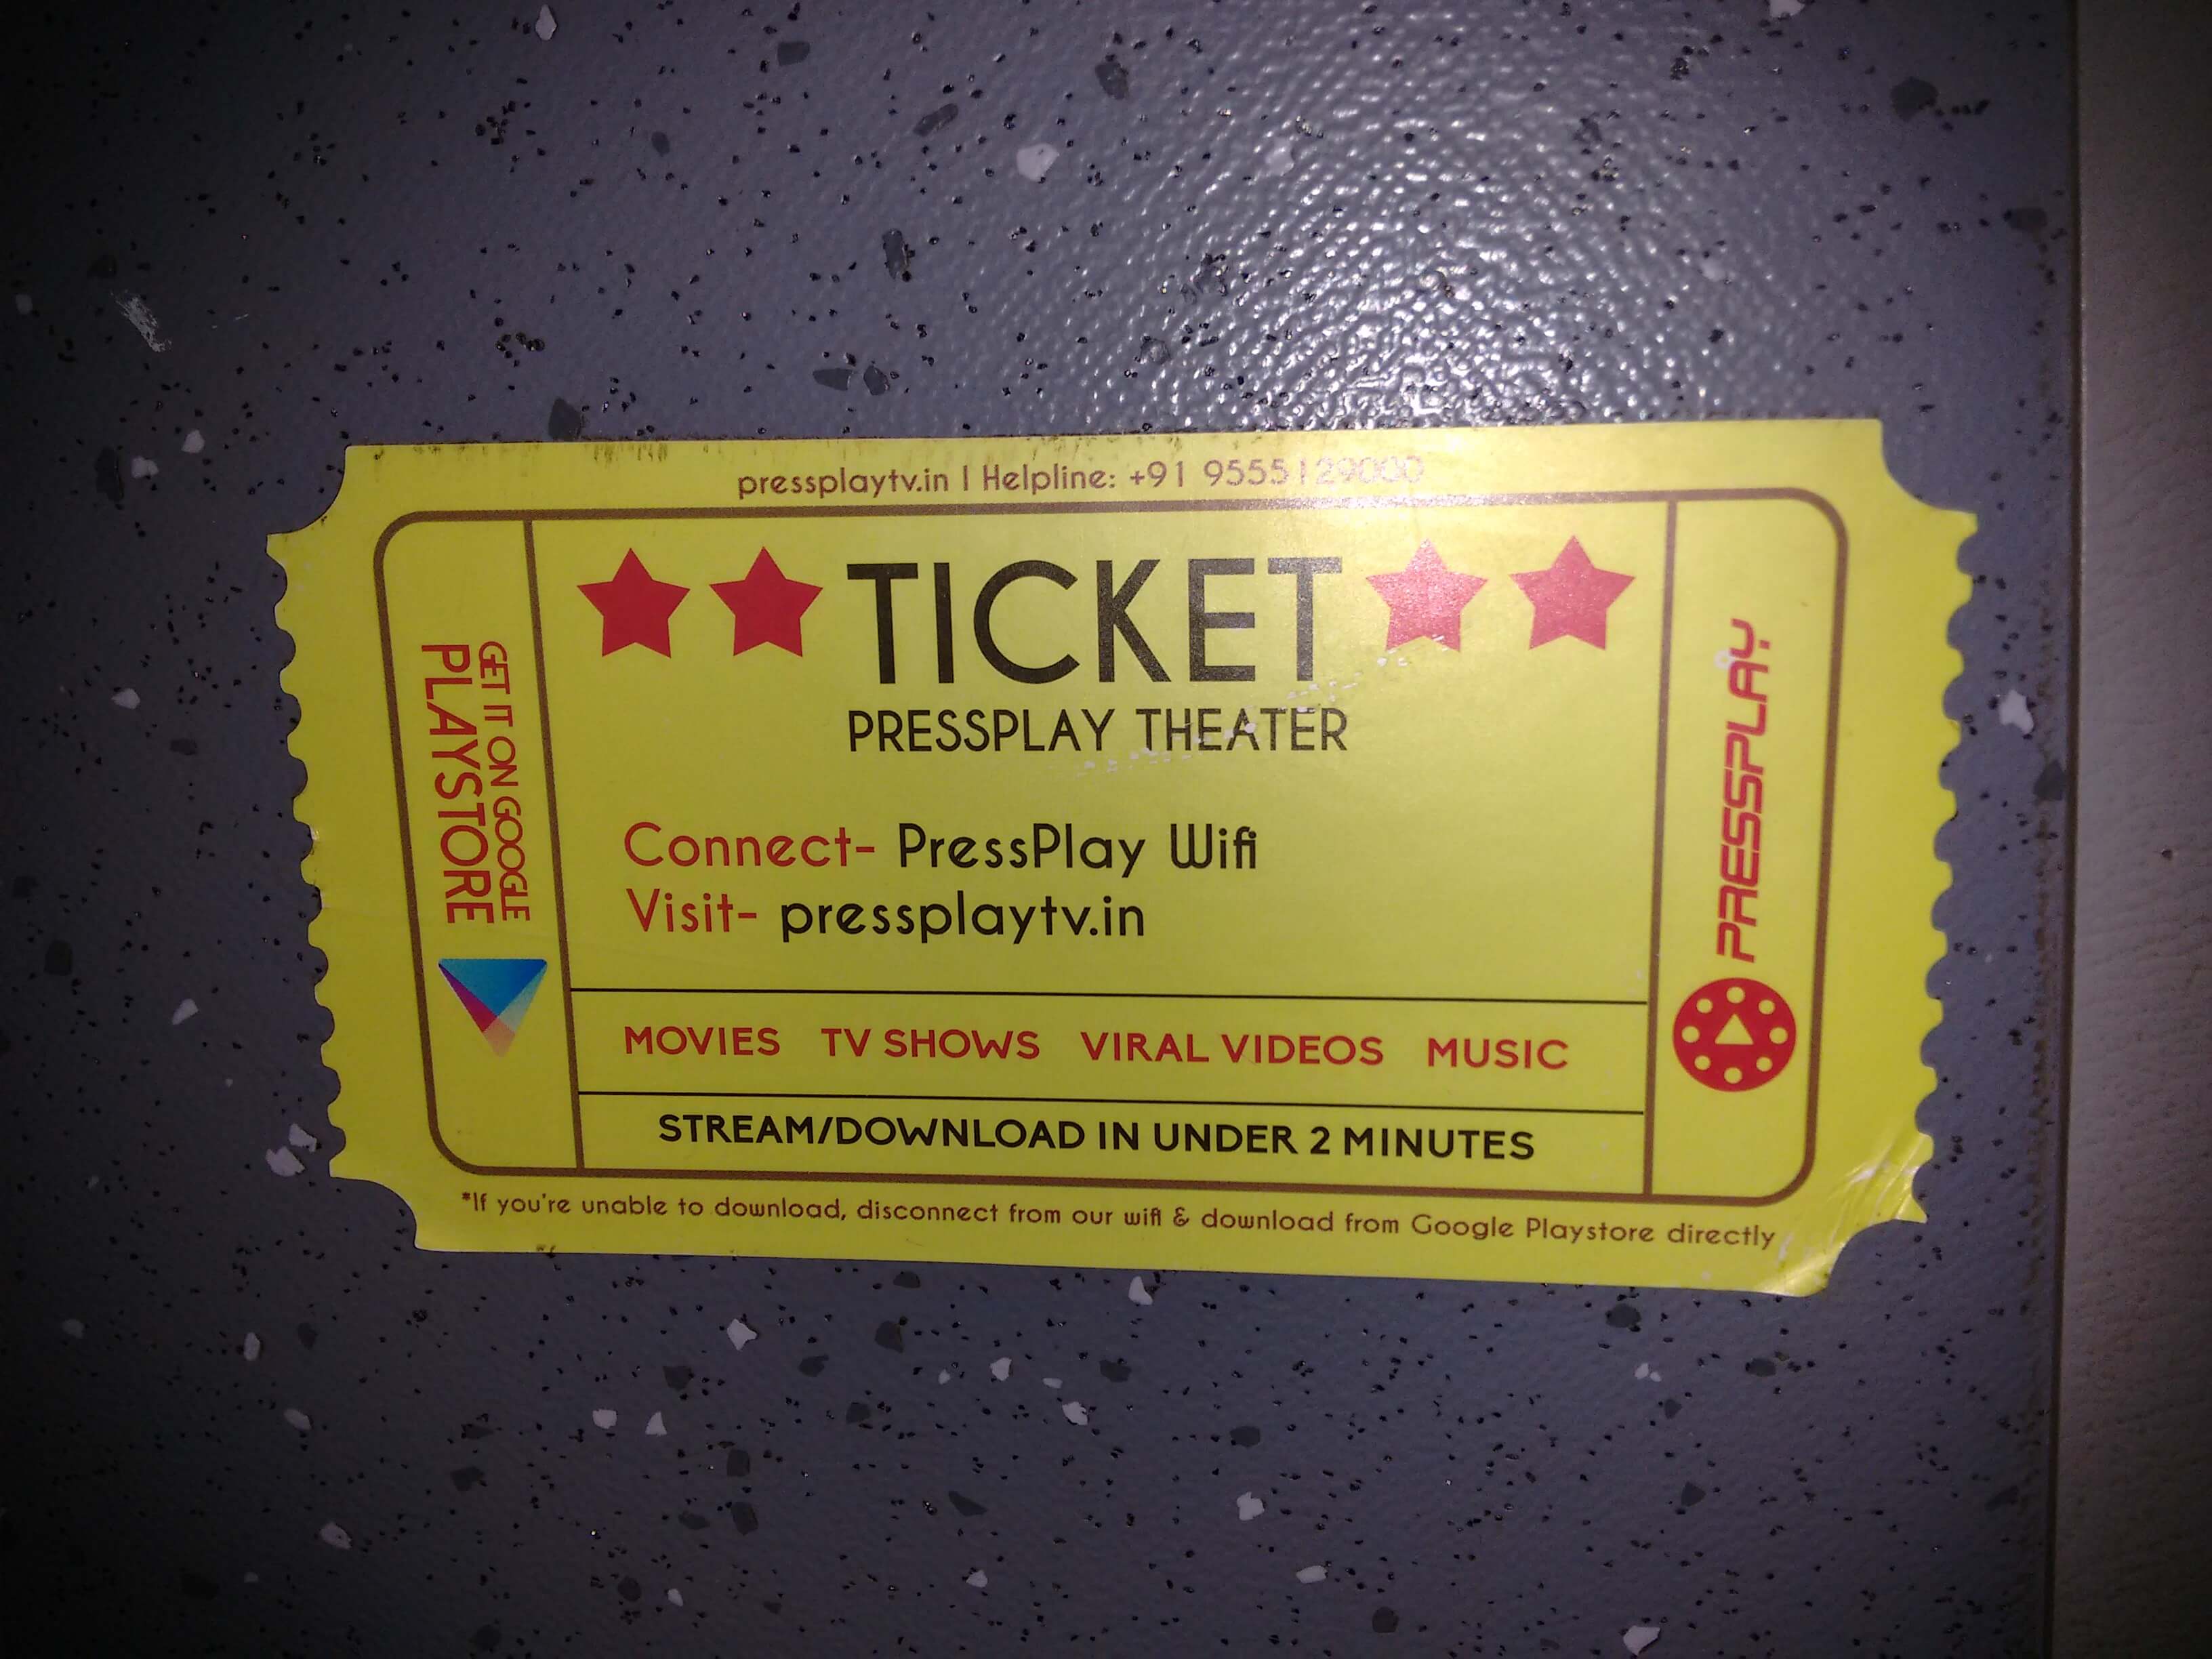 pressplaytv.in | Helpline: +91 9555129000
TICKET
PRESSPLAY THEATER
GET IT ON GOOGLE
PLAYSTORE
Connect- PressPlay Wifi
Visit- pressplaytv.in
MOVIES TV SHOWS VIRAL VIDEOS MUSIC
STREAM/DOWNLOAD IN UNDER 2 MINUTES
PRESSPLAY
*If you're unable to download, disconnect from our wifi & download from Google Playstore directly